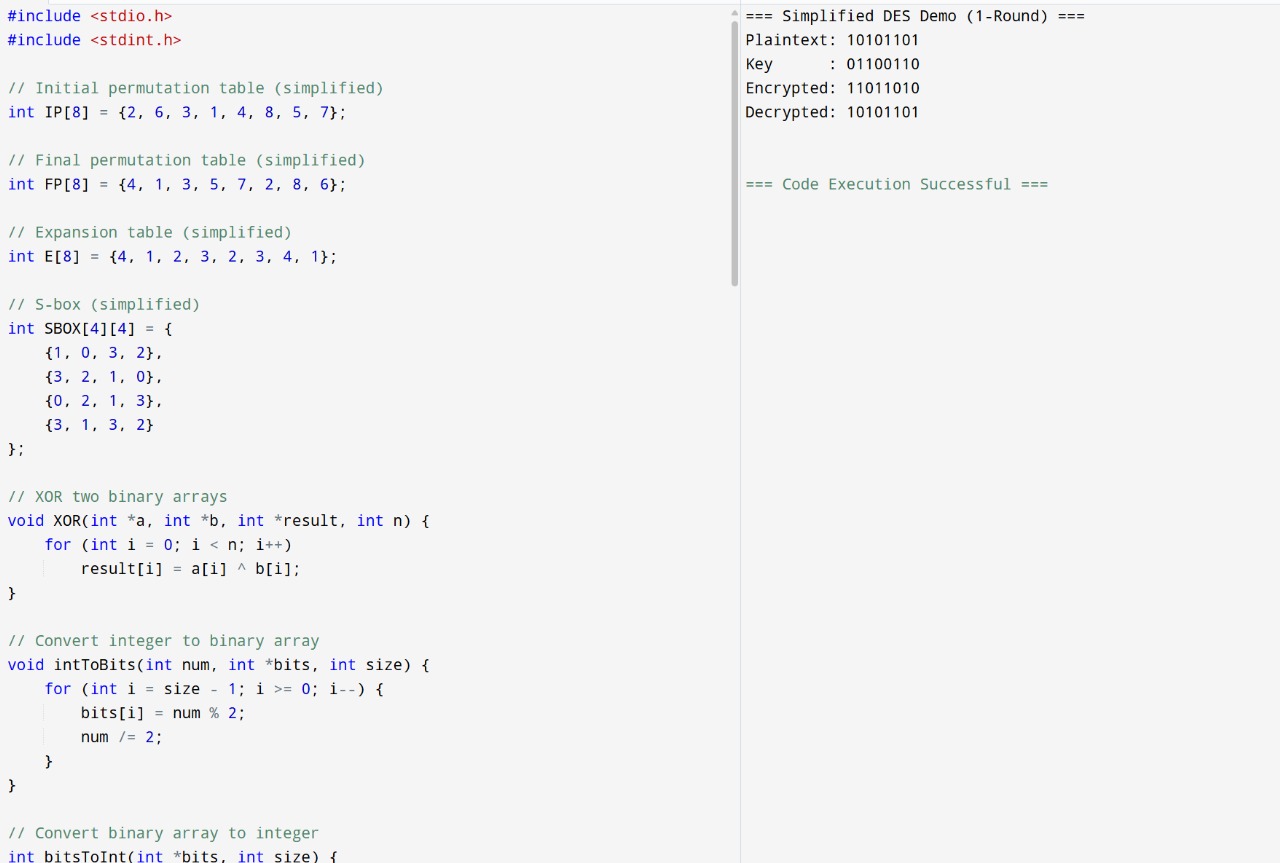 #include <stdio.h>
#include <stdint.h>
// Initial permutation table (simplified)
int IP[8] = {2, 6, 3, 1, 4, 8, 5, 7};
// Final permutation table (simplified)
int FP[8] = {4, 1, 3, 5, 7, 2, 8, 6};
// Expansion table (simplified)
int E[8] = {4, 1, 2, 3, 2, 3, 4, 1};
// S-box (simplified)
int SBOX[4][4] = {
    {1, 0, 3, 2},
    {3, 2, 1, 0},
    {0, 2, 1, 3},
    {3, 1, 3, 2}
};
// XOR two binary arrays
void XOR(int *a, int *b, int *result, int n) {
    for (int i = 0; i < n; i++)
        result[i] = a[i] ^ b[i];
}
// Convert integer to binary array
void intToBits(int num, int *bits, int size) {
    for (int i = size - 1; i >= 0; i--) {
        bits[i] = num % 2;
        num /= 2;
    }
}
// Convert binary array to integer
int bitsToInt(int *bits, int size) {
=== Simplified DES Demo (1-Round) ===
Plaintext: 10101101
Key      : 01100110
Encrypted: 11011010
Decrypted: 10101101
=== Code Execution Successful ===